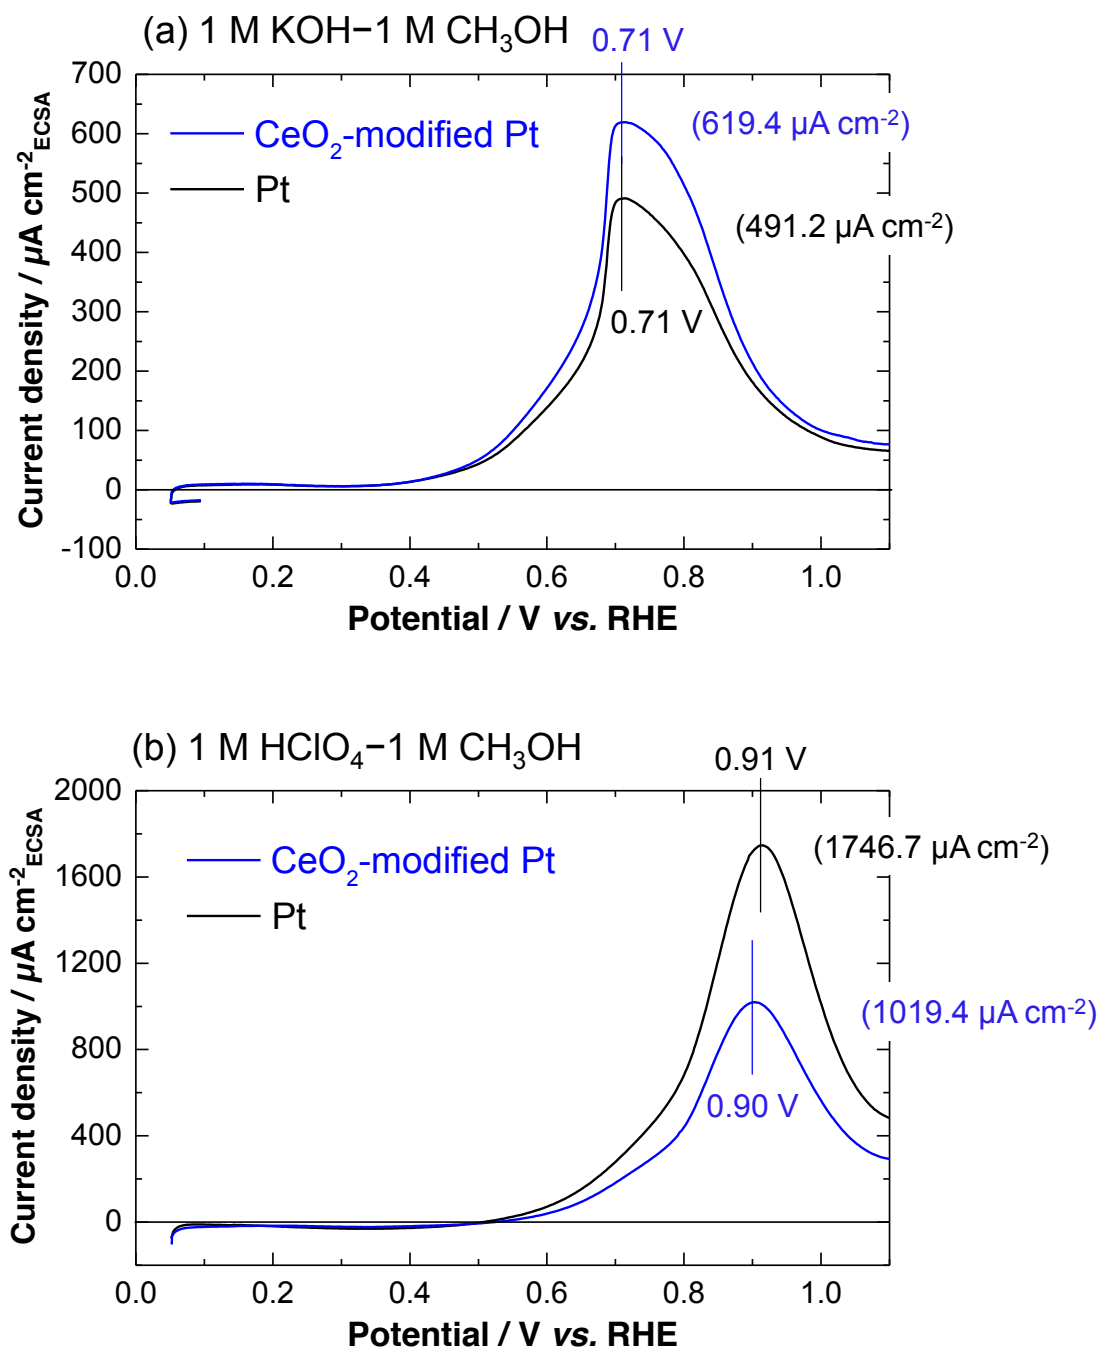 (a) 1 M KOH−1 M CH₃OH
0.71 V
700
600
500
400
300
200
100
0
-100
CeO₂-modified Pt
Pt
(619.4 µA cm⁻²)
(491.2 µA cm⁻²)
0.71 V
Current density / µA cm⁻²ECSA
0.0 0.2 0.4 0.6 0.8 1.0
Potential / V vs. RHE
(b) 1 M HClO₄−1 M CH₃OH
0.91 V
2000
1600
1200
800
400
0
CeO₂-modified Pt
Pt
(1746.7 µA cm⁻²)
(1019.4 µA cm⁻²)
0.90 V
Current density / µA cm⁻²ECSA
0.0 0.2 0.4 0.6 0.8 1.0
Potential / V vs. RHE